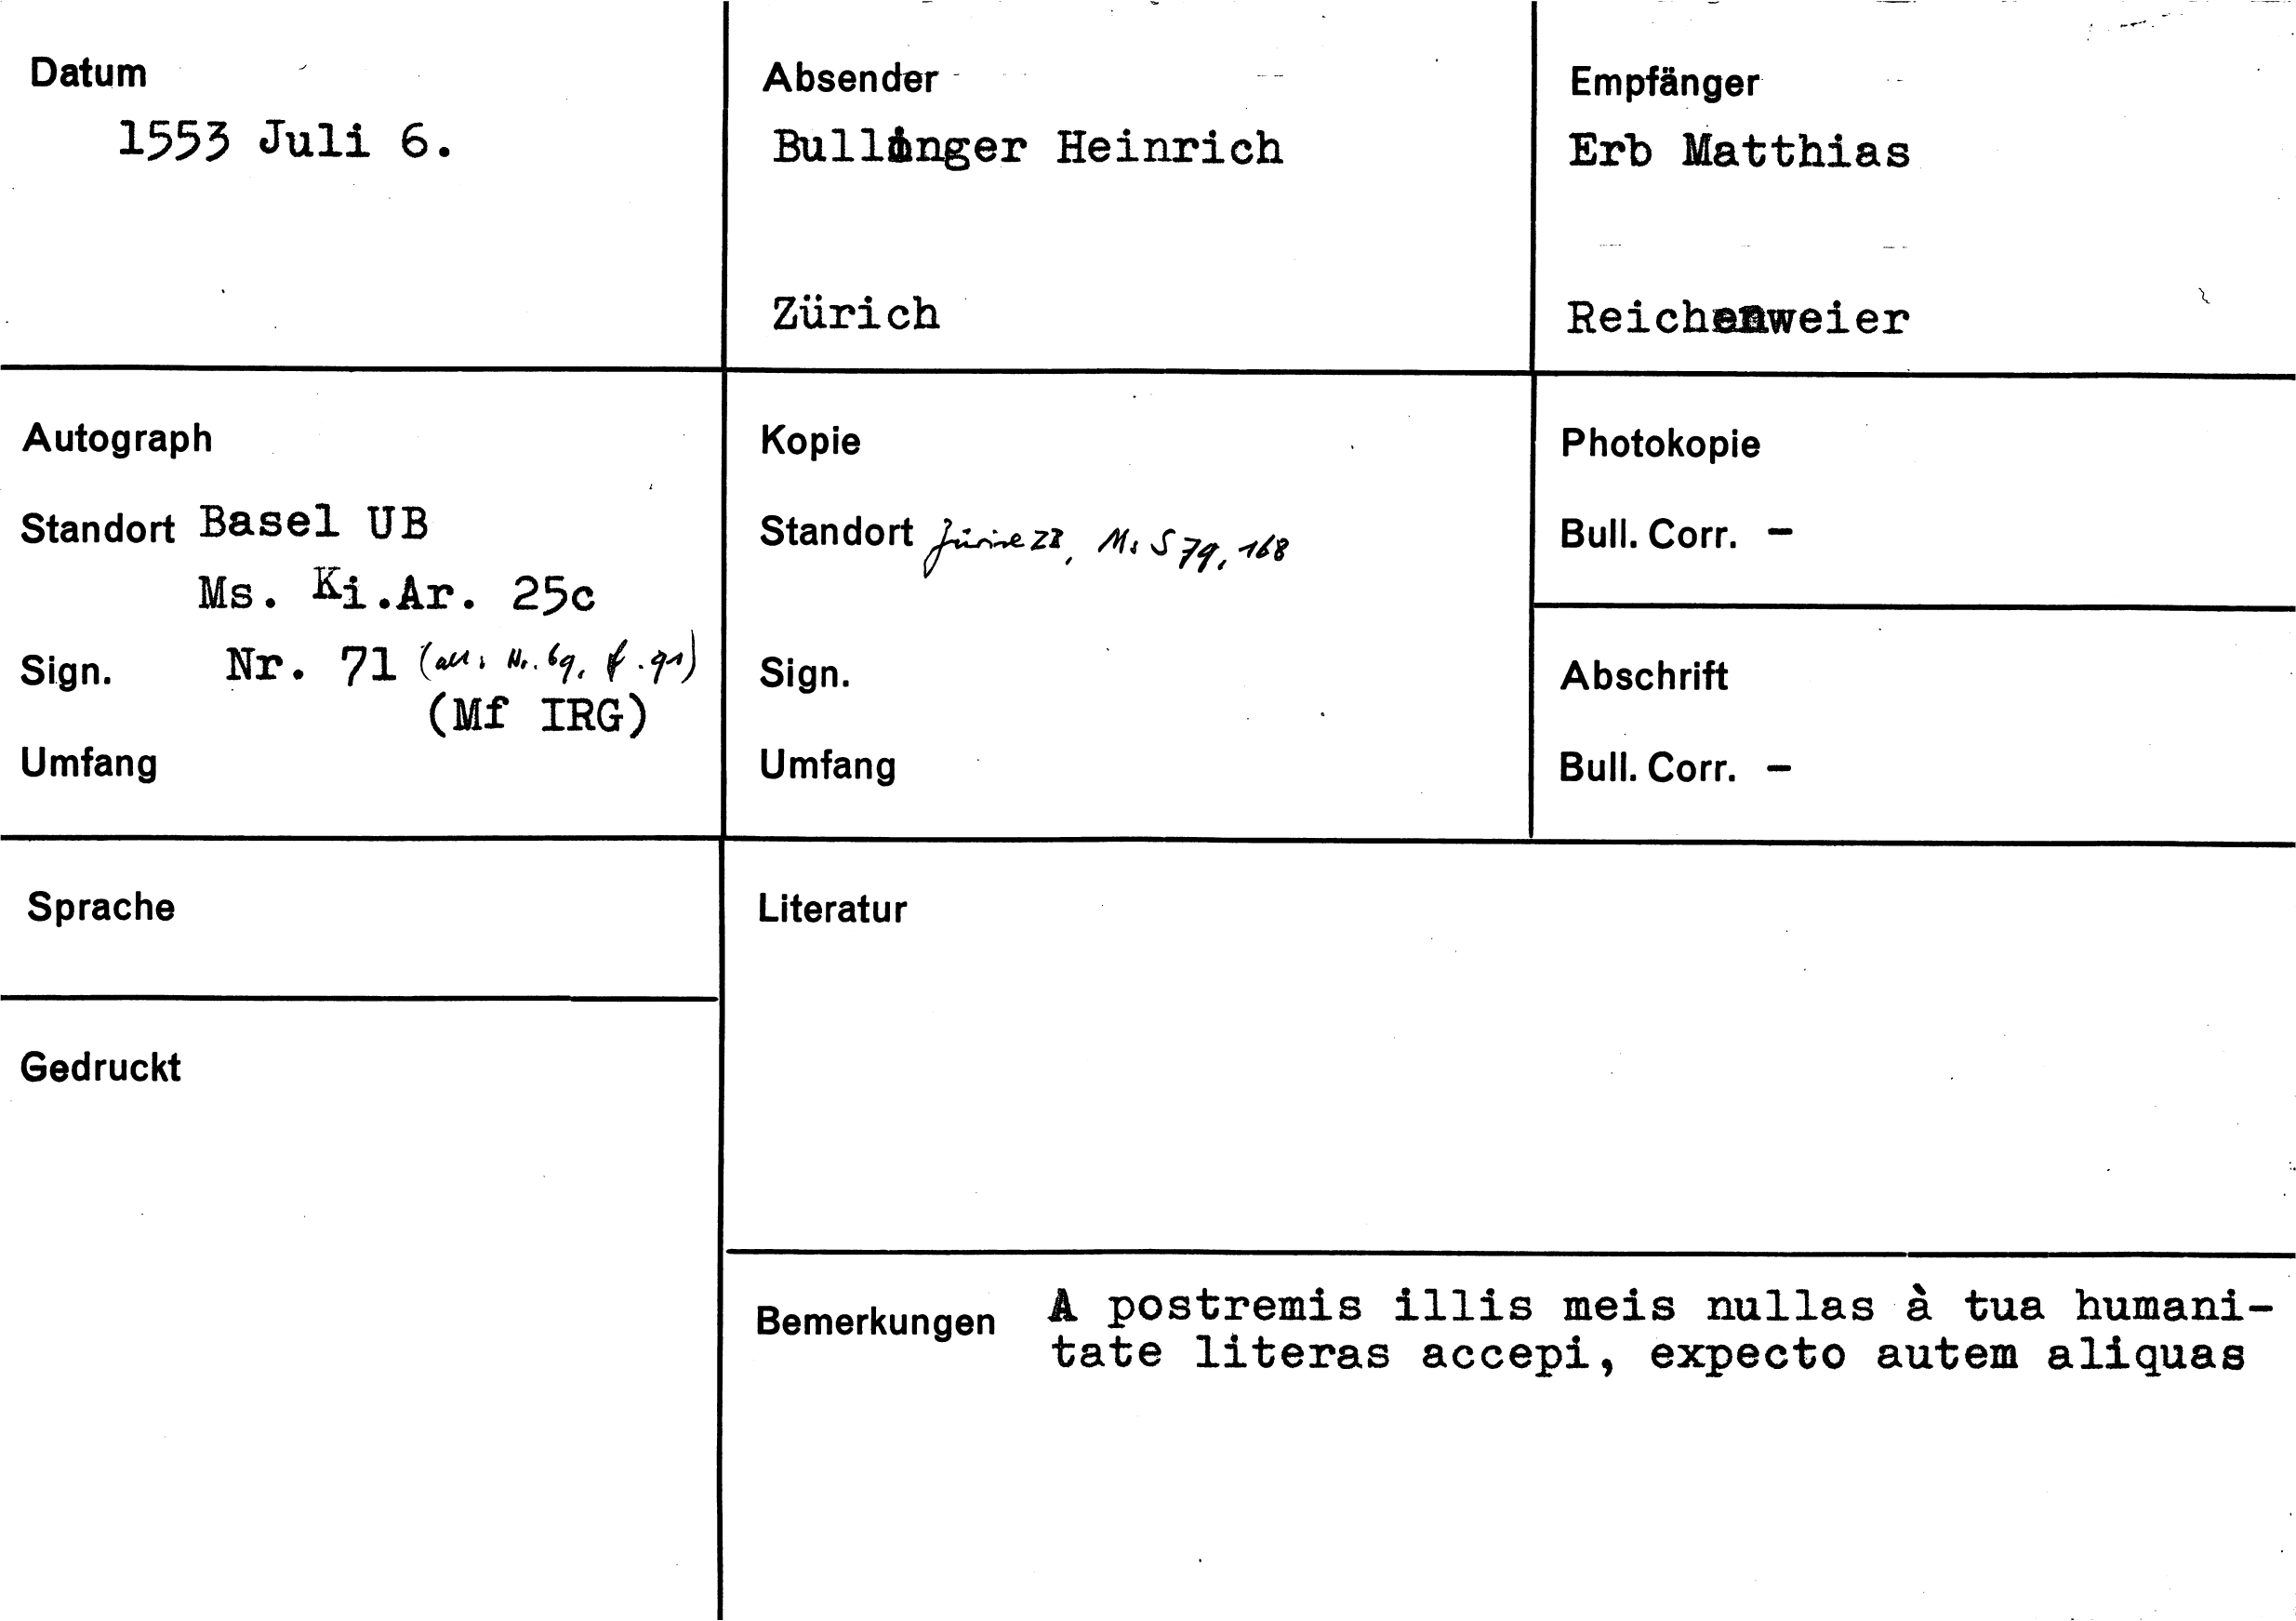 Datum
1553 Juli 6.
Absender
Bullinger Heinrich
Zürich
Empfänger
Erb Matthias
Reichenweier
Autograph
Standort Basel UB
Ms. Ki.Ar. 25c
Sign. Nr. 71 (Nr. 69, f. 91)
(Mf IRG)
Umfang
Kopie
Standort Zürich ZB, Ms S 79, 168
Sign.
Umfang
Photokopie
Bull. Corr. –
Abschrift
Bull. Corr. –
Sprache
Gedruckt
Literatur
Bemerkungen A postremis illis meis nullas à tua humani-
tate literas accepi, expecto autem aliquas